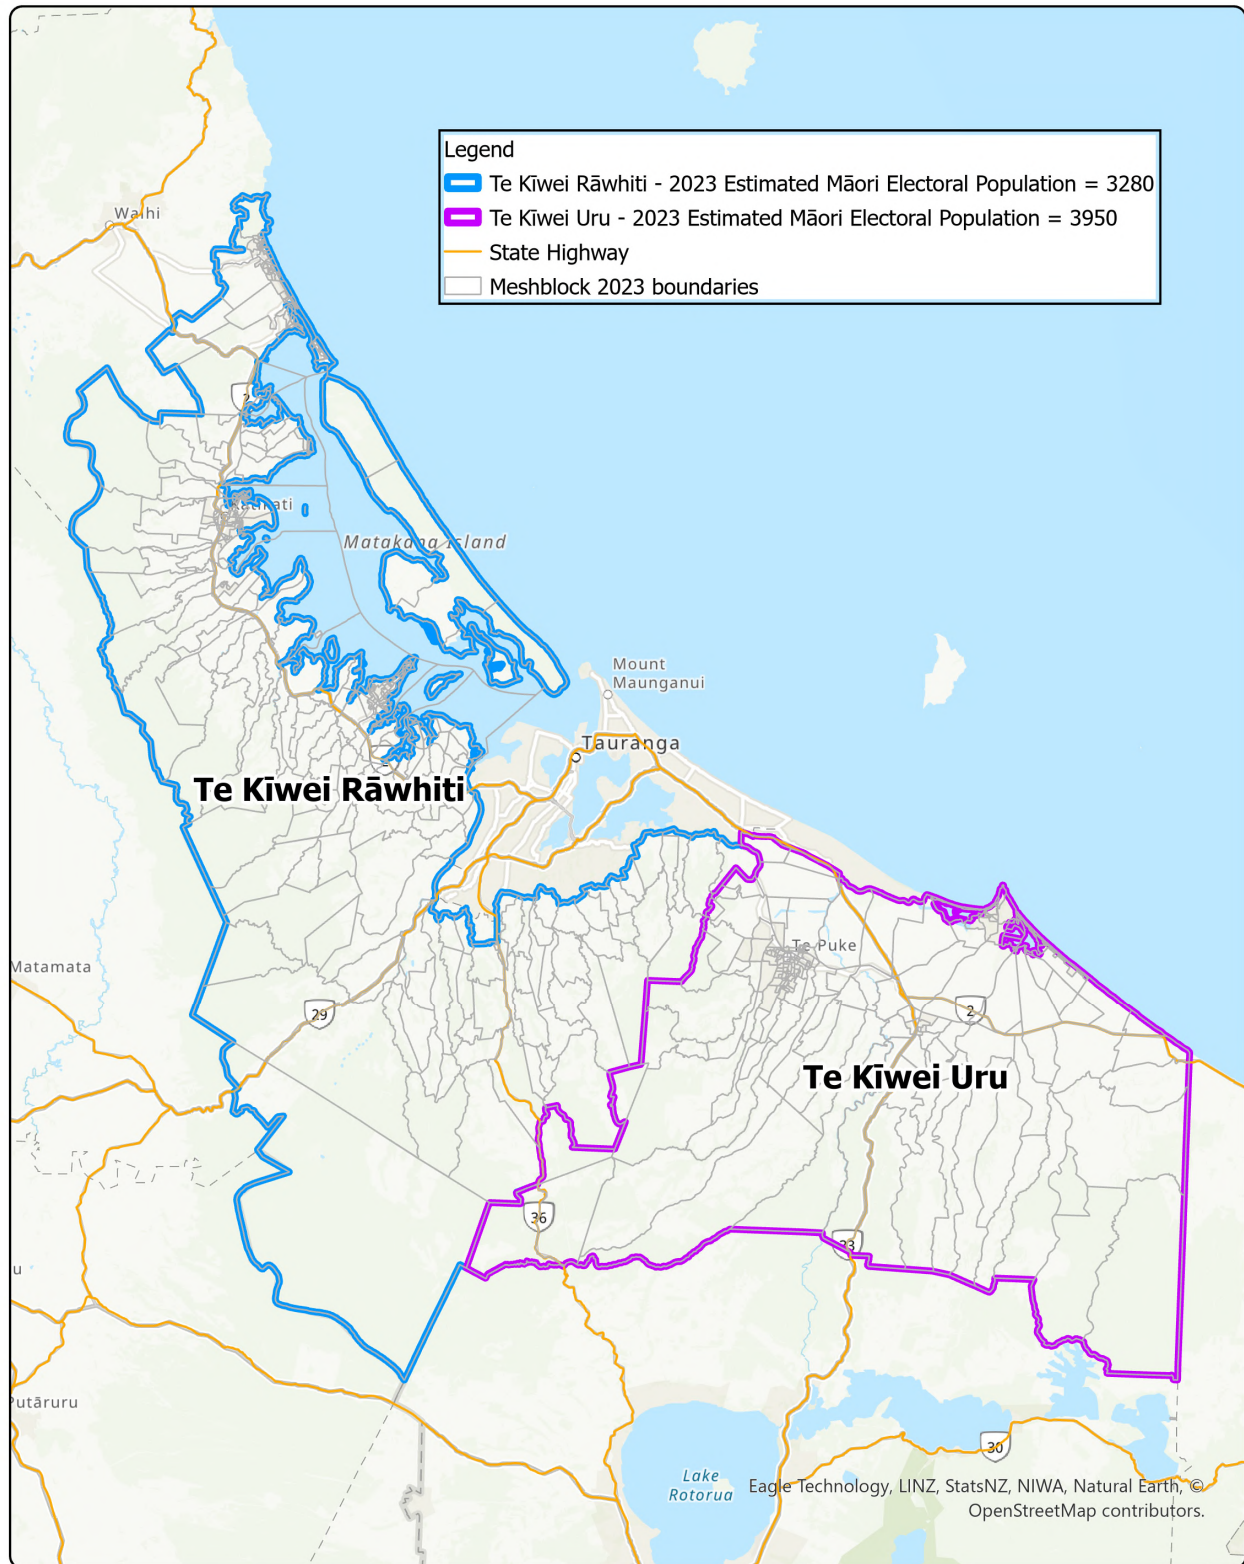 Legend
Te Kīwei Rāwhiti - 2023 Estimated Māori Electoral Population = 3280
Te Kīwei Uru - 2023 Estimated Māori Electoral Population = 3950
State Highway
Meshblock 2023 boundaries
Waihi
2
Matakana Island
Mount
Maunganui
Tauranga
Te Kīwei Rāwhiti
Te Puke
Matamata
29
2
Te Kīwei Uru
36
33
u
Putāruru
30
Lake
Rotorua
Eagle Technology, LINZ, StatsNZ, NIWA, Natural Earth, ©
OpenStreetMap contributors.